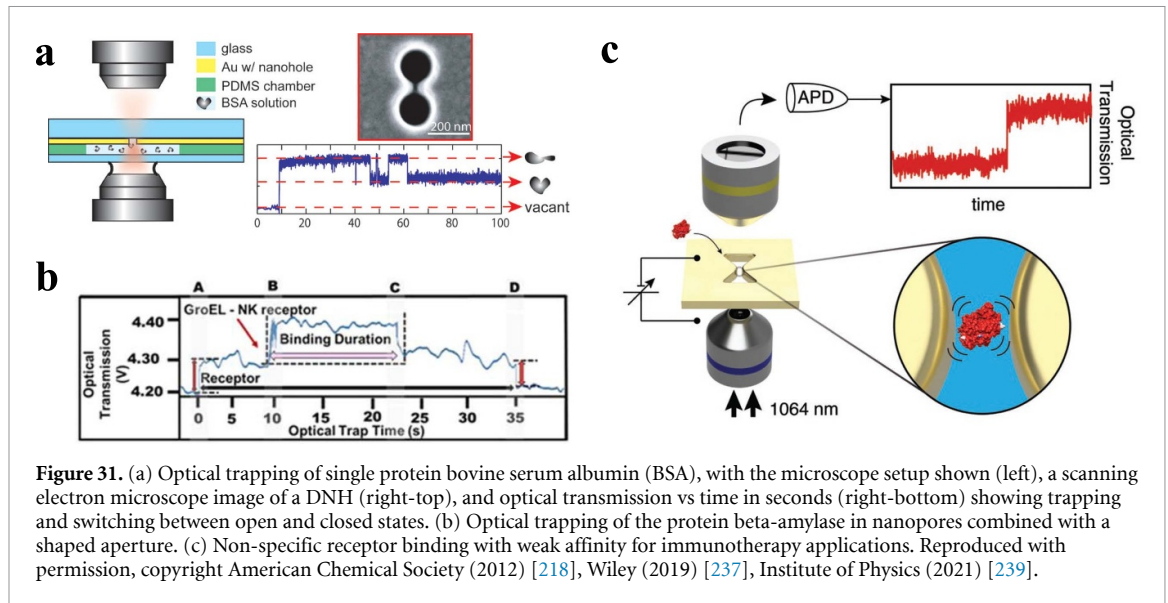 a
glass
Au w/ nanohole
PDMS chamber
BSA solution
200 nm
vacant
0 20 40 60 80 100
b
A B C D
GroEL - NK receptor
Binding Duration
Receptor
Optical
Transmission
(V)
4.40
4.30
4.20
0 5 10 15 20 25 30 35
Optical Trap Time (s)
c
APD
Optical
Transmission
time
1064 nm
Figure 31. (a) Optical trapping of single protein bovine serum albumin (BSA), with the microscope setup shown (left), a scanning
electron microscope image of a DNH (right-top), and optical transmission vs time in seconds (right-bottom) showing trapping
and switching between open and closed states. (b) Optical trapping of the protein beta-amylase in nanopores combined with a
shaped aperture. (c) Non-specific receptor binding with weak affinity for immunotherapy applications. Reproduced with
permission, copyright American Chemical Society (2012) [218], Wiley (2019) [237], Institute of Physics (2021) [239].